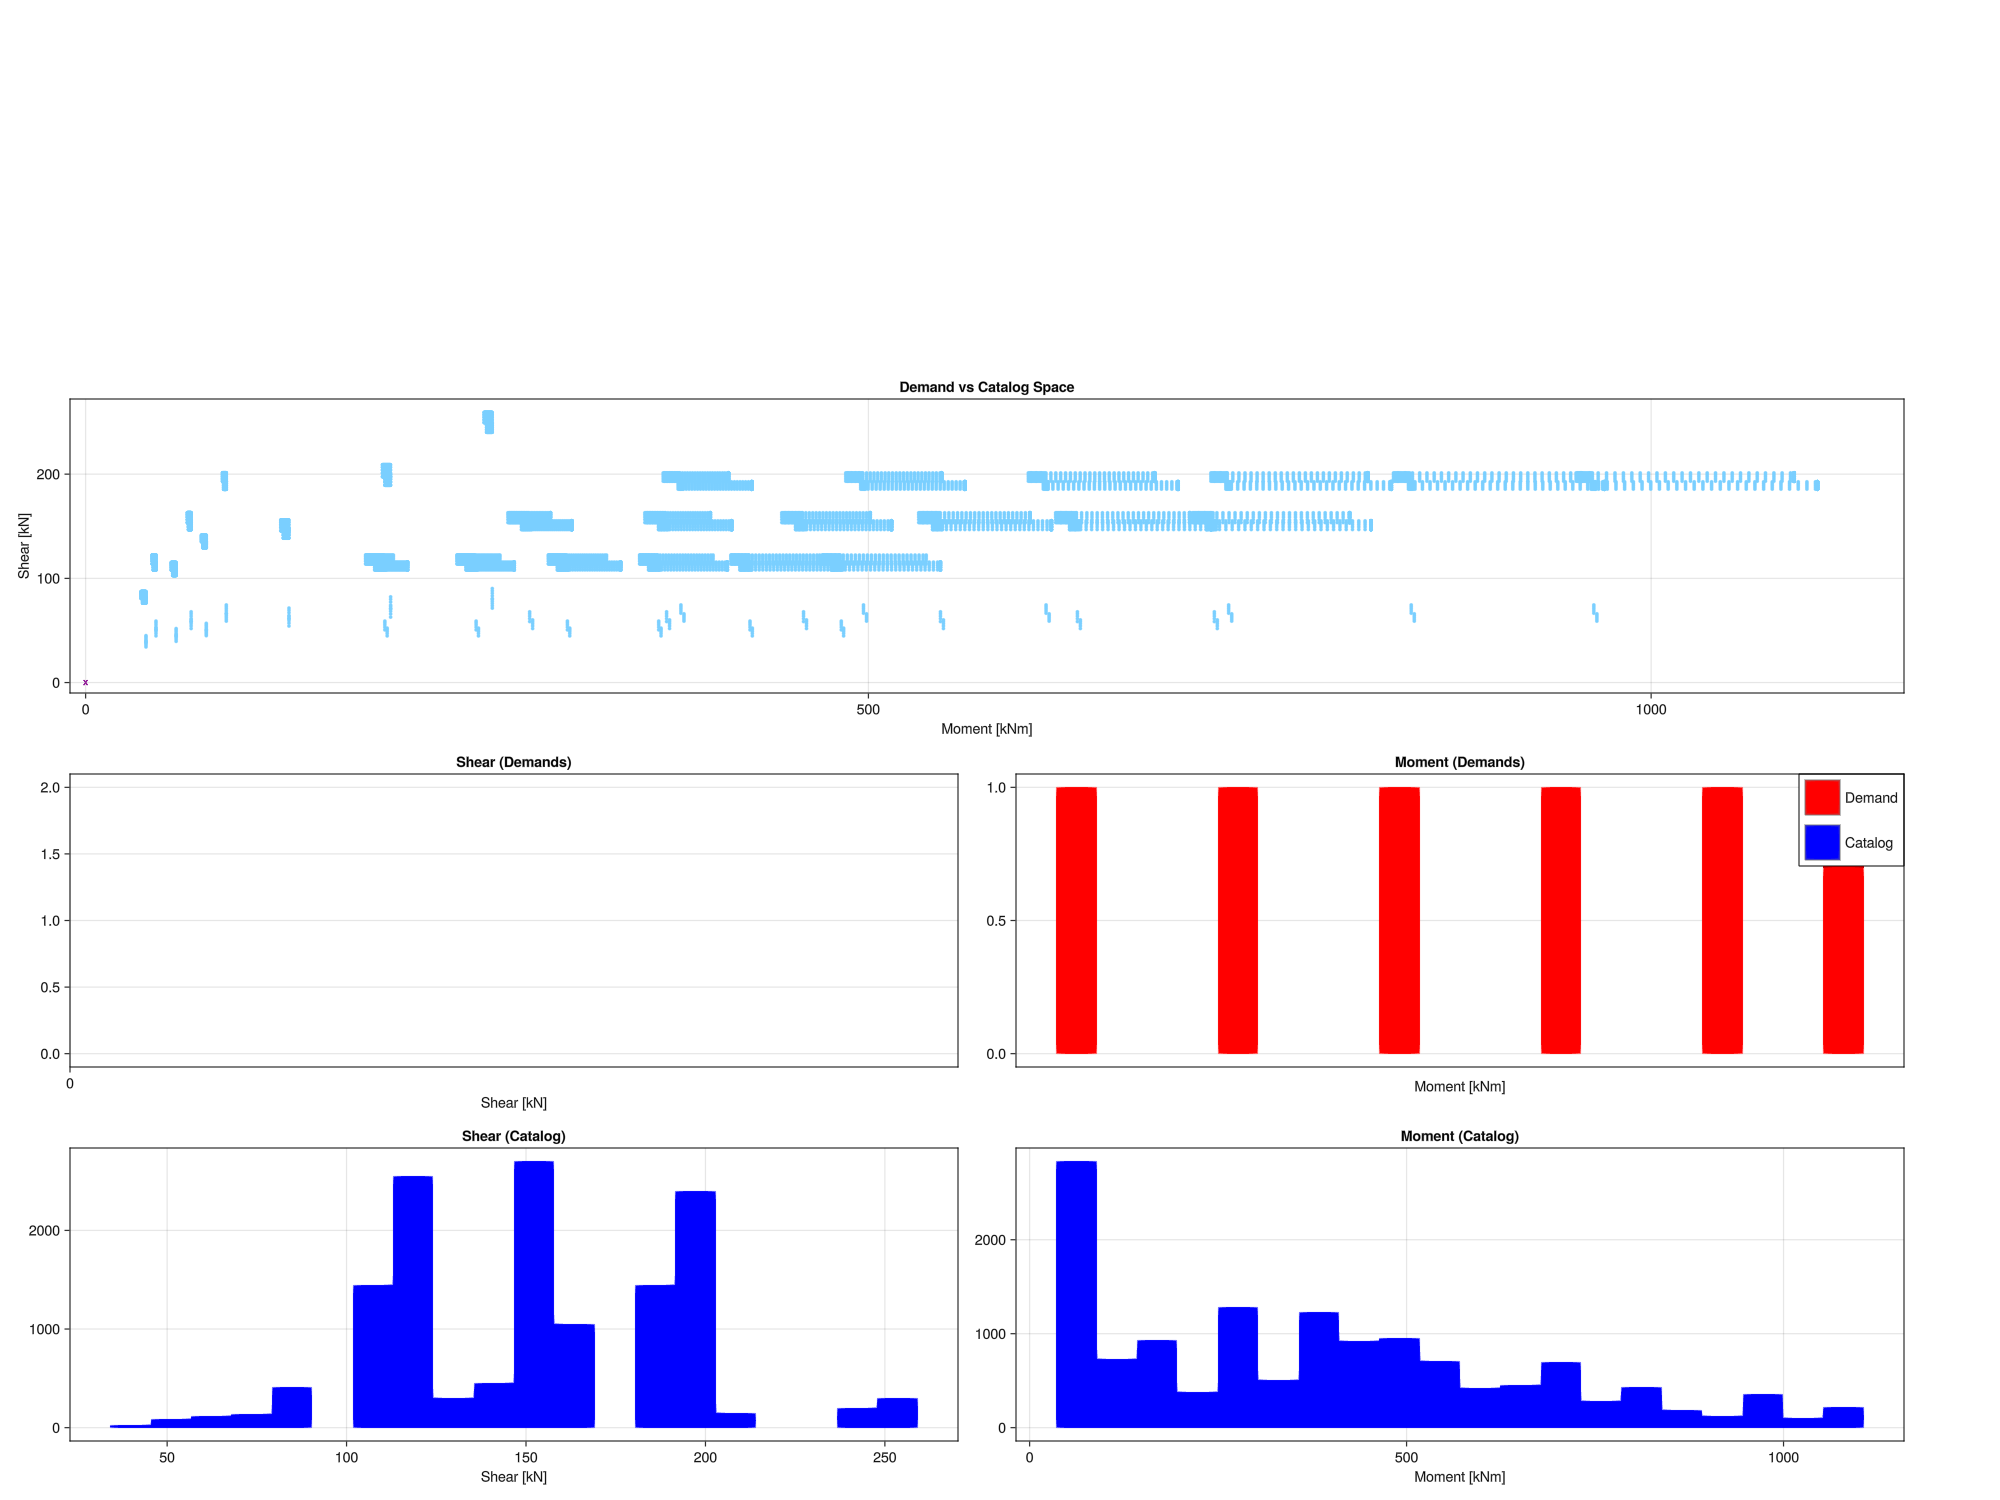 Demand vs Catalog Space
Shear [kN]
200
100
0
0
500
1000
Moment [kNm]
Shear (Demands)
2.0
1.5
1.0
0.5
0.0
0
Shear [kN]
Moment (Demands)
1.0
0.5
0.0
Demand
Catalog
Moment [kNm]
Shear (Catalog)
2000
1000
0
50
100
150
200
250
Shear [kN]
Moment (Catalog)
2000
1000
0
0
500
1000
Moment [kNm]